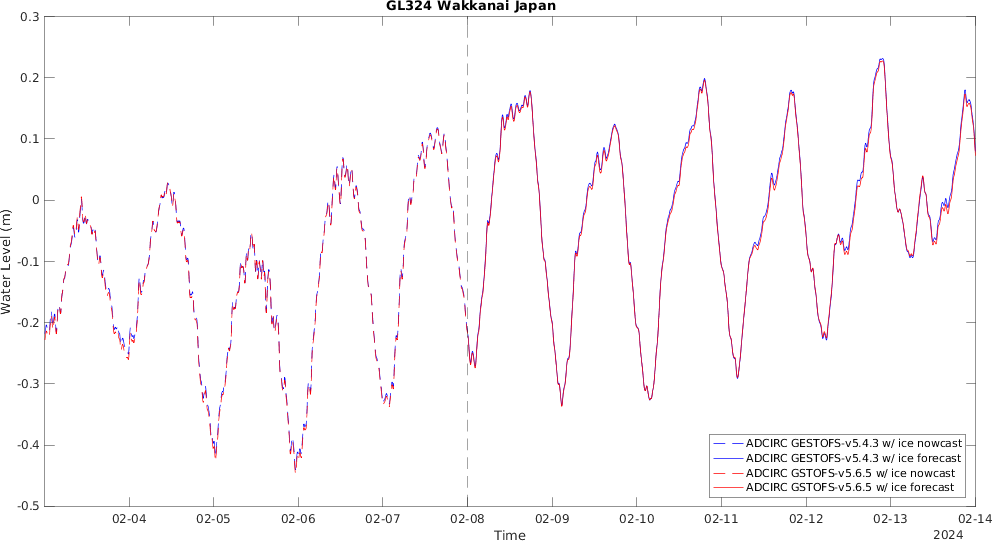 GL324 Wakkanai Japan
0.3
0.2
0.1
0
-0.1
-0.2
-0.3
-0.4
-0.5
Water Level (m)
02-04 02-05 02-06 02-07 02-08 02-09 02-10 02-11 02-12 02-13 02-14
Time
2024
ADCIRC GESTOFS-v5.4.3 w/ ice nowcast
ADCIRC GESTOFS-v5.4.3 w/ ice forecast
ADCIRC GSTOFS-v5.6.5 w/ ice nowcast
ADCIRC GSTOFS-v5.6.5 w/ ice forecast